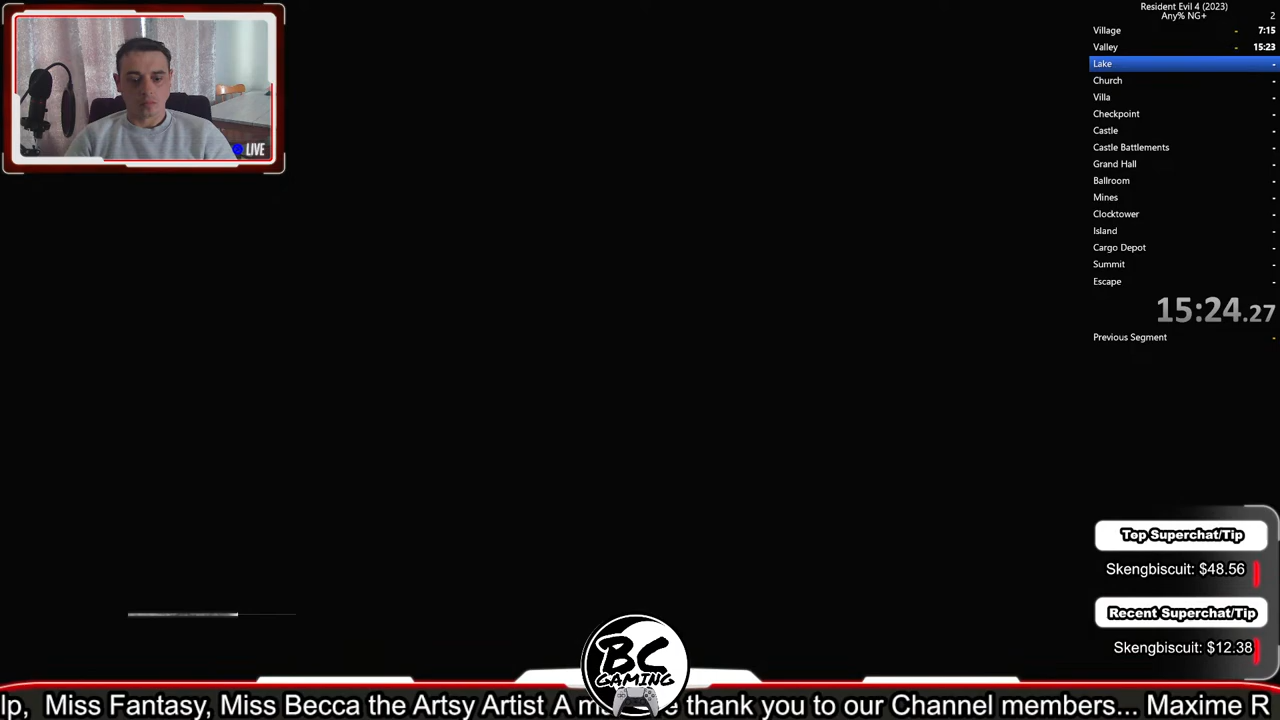 Resident Evil 4 (2023)
Any% NG+ 2
Village - 7:15
Valley - 15:23
Lake -
Church -
Villa -
Checkpoint -
Castle -
Castle Battlements -
Grand Hall -
Ballroom -
Mines -
Clocktower -
Island -
Cargo Depot -
Summit -
Escape -
15:24.27
Previous Segment -
LIVE
Top Superchat/Tip
Skengbiscuit: $48.56
Recent Superchat/Tip
Skengbiscuit: $12.38
BC
GAMING
lp, Miss Fantasy, Miss Becca the Artsy Artist A thank you to our Channel members... Maxime R